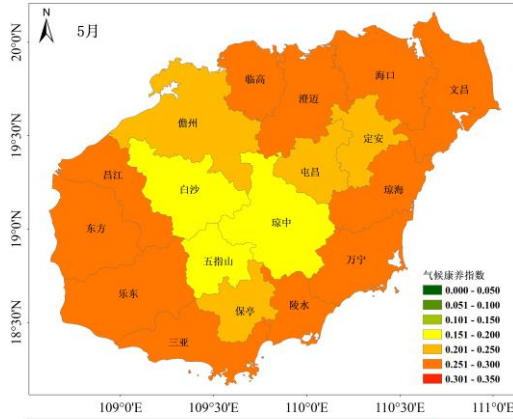 N
5月
20°0'N
19°30'N
19°0'N
18°30'N
临高
海口
澄迈
文昌
儋州
定安
屯昌
昌江
白沙
琼海
琼中
东方
五指山
万宁
乐东
保亭
陵水
三亚
气候康养指数
0.000 - 0.050
0.051 - 0.100
0.101 - 0.150
0.151 - 0.200
0.201 - 0.250
0.251 - 0.300
0.301 - 0.350
109°0'E 109°30'E 110°0'E 110°30'E 111°0'E